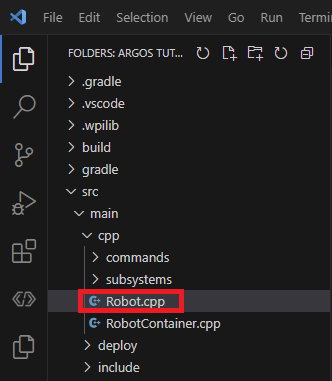 File Edit Selection View Go Run Termin
FOLDERS: ARGOS TUT...
.gradle
.vscode
.wpilib
build
gradle
src
main
cpp
commands
subsystems
Robot.cpp
RobotContainer.cpp
deploy
include